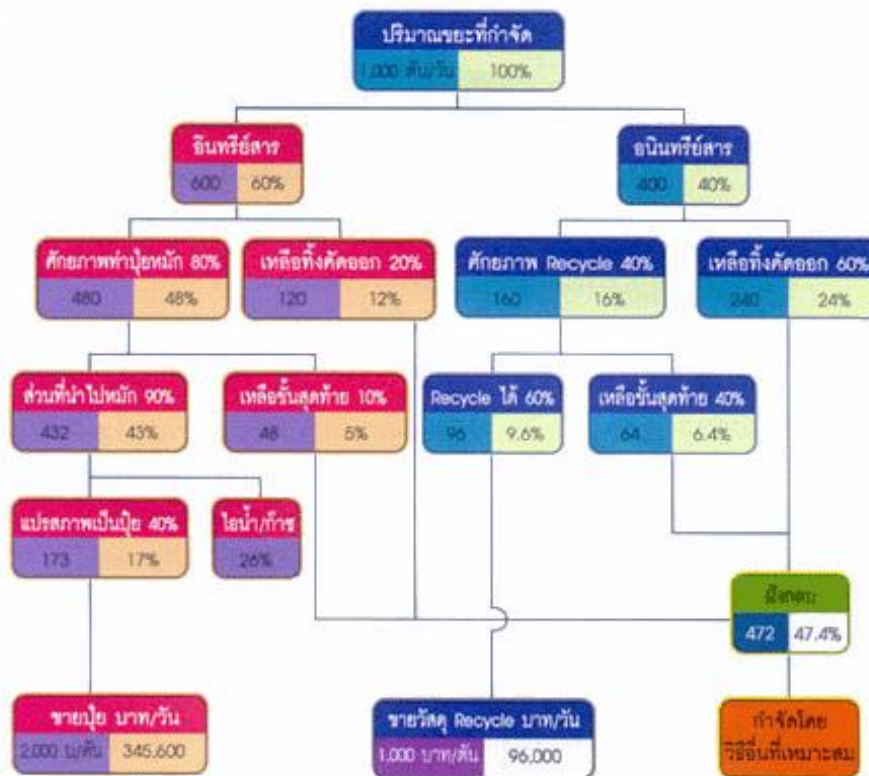 ปริมาณขยะที่กำจัด
1,000 ตัน/วัน 100%
อินทรีย์สาร
600 60%
อนินทรีย์สาร
400 40%
ศักยภาพทำปุ๋ยหมัก 80%
480 48%
เหลือทิ้งคัดออก 20%
120 12%
ศักยภาพ Recycle 40%
160 16%
เหลือทิ้งคัดออก 60%
240 24%
ส่วนที่นำไปหมัก 90%
432 43%
เหลือขั้นสุดท้าย 10%
48 5%
Recycle ได้ 60%
96 9.6%
เหลือขั้นสุดท้าย 40%
64 6.4%
แปรสภาพเป็นปุ๋ย 40%
173 17%
ไอน้ำ/ก๊าซ
26%
ฝังกลบ
472 47.4%
ขายปุ๋ย บาท/วัน
2,000 บ/ตัน 345,600
ขายวัสดุ Recycle บาท/วัน
1,000 บาท/ตัน 96,000
กำจัดโดย
วิธีอื่นที่เหมาะสม